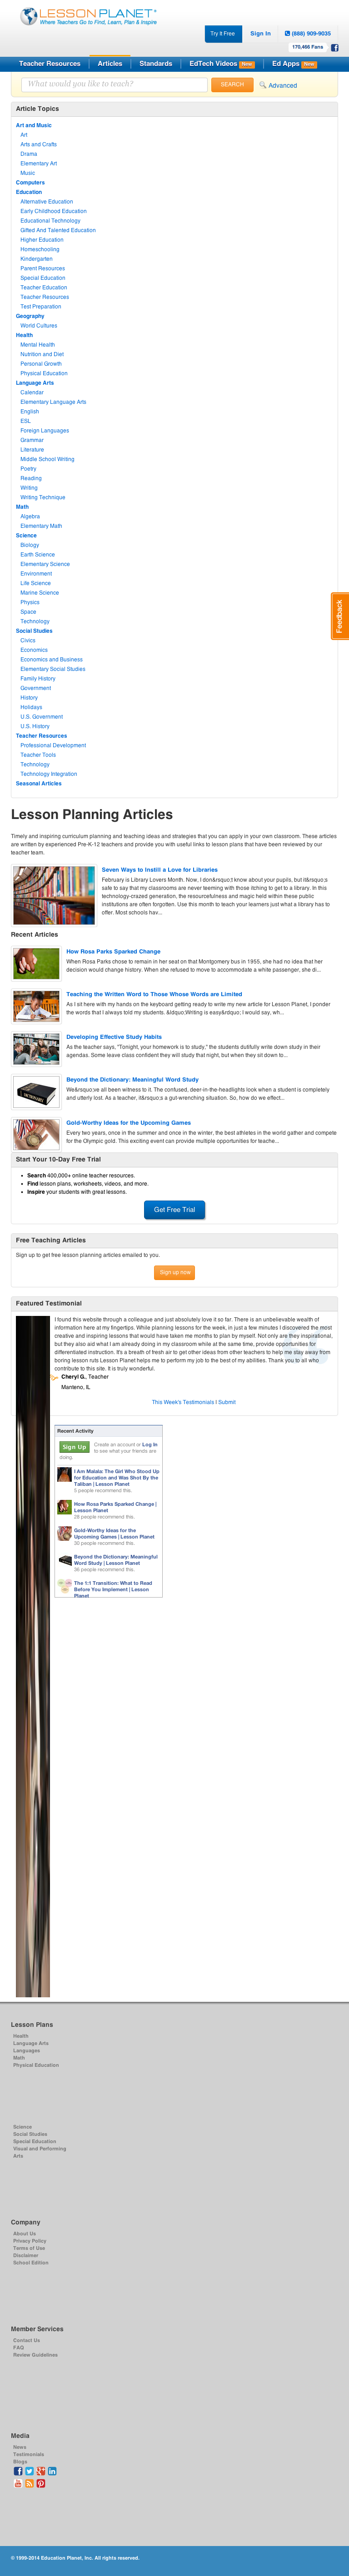 LESSON PLANET®
Where Teachers Go to Find, Learn, Plan & Inspire
Try It Free
Sign In
(888) 909-9035
170,466 Fans
Teacher Resources
Articles
Standards
EdTech Videos New
Ed Apps New
What would you like to teach?
SEARCH
Advanced
Article Topics
Art and Music
Art
Arts and Crafts
Drama
Elementary Art
Music
Computers
Education
Alternative Education
Early Childhood Education
Educational Technology
Gifted And Talented Education
Higher Education
Homeschooling
Kindergarten
Parent Resources
Special Education
Teacher Education
Teacher Resources
Test Preparation
Geography
World Cultures
Health
Mental Health
Nutrition and Diet
Personal Growth
Physical Education
Language Arts
Calendar
Elementary Language Arts
English
ESL
Foreign Languages
Grammar
Literature
Middle School Writing
Poetry
Reading
Writing
Writing Technique
Math
Algebra
Elementary Math
Science
Biology
Earth Science
Elementary Science
Environment
Life Science
Marine Science
Physics
Space
Technology
Social Studies
Civics
Economics
Economics and Business
Elementary Social Studies
Family History
Government
History
Holidays
U.S. Government
U.S. History
Teacher Resources
Professional Development
Teacher Tools
Technology
Technology Integration
Seasonal Articles
Feedback
Lesson Planning Articles
Timely and inspiring curriculum planning and teaching ideas and strategies that you can apply in your own classroom. These articles
are written by experienced Pre-K-12 teachers and provide you with useful links to lesson plans that have been reviewed by our
teacher team.
Seven Ways to Instill a Love for Libraries
February is Library Lovers Month. Now, I don&rsquo;t know about your pupils, but it&rsquo;s
safe to say that most of my students were never teeming with love and affection for a
library, nor did I find them waiting with baited breath just itching to get to a library. In this
technology-crazed generation, the resourcefulness and magic held within these public
institutions are often forgotten. Use this month to teach your learners just what a library has to
offer. Most schools hav...
Recent Articles
How Rosa Parks Sparked Change
When Rosa Parks chose to remain in her seat on that Montgomery bus in 1955, she had no idea that her
decision would change history. When she refused to move to accommodate a white passenger, she di...
Teaching the Written Word to Those Whose Words are Limited
As I sit here with my hands on the keyboard getting ready to write my new article for Lesson Planet, I ponder
the words that I always told my students. &ldquo;Writing is easy&rdquo; I would say, wh...
Developing Effective Study Habits
As the teacher says, "Tonight, your homework is to study," the students dutifully write down homework in their
agendas. Some leave class confident they will study that night, but when they sit down to...
Beyond the Dictionary: Meaningful Word Study
We&rsquo;ve all been witness to it. The confused, deer-in-the-headlights look when a student is completely
and utterly lost. As a teacher, it&rsquo;s a gut-wrenching situation. So, how do we effect...
Gold-Worthy Ideas for the Upcoming Games
Every two years, once in the summer and once in the winter, the best athletes in the world gather and compete
for the Olympic gold. This exciting event can provide multiple opportunities for teache...
Start Your 10-Day Free Trial
Search 400,000+ online teacher resources.
Find lesson plans, worksheets, videos, and more.
Inspire your students with great lessons.
Get Free Trial
Free Teaching Articles
Sign up to get free lesson planning articles emailed to you.
Sign up now
Featured Testimonial
I found this website through a colleague and just absolutely love it so far. There is an unbelievable wealth of
information here at my fingertips. While planning ahead for the week, in just a few minutes I discovered the most
creative and inspiring lessons that would have taken months for me to plan by myself. Not only are they inspirational,
but they are thought-provoking, attainable, and filled with creative twists, providing meaningful opportunities for
differentiated instruction. It's a breath of fresh air to get other ideas from other teachers to help me stay away from
boring lesson ruts Lesson Planet helps me to perform my job to the best of my abilities. Thank you to all who
contribute to this site. It is truly wonderful.
Cheryl G., Teacher
Manteno, IL
This Week's Testimonials | Submit
Recent Activity
Sign Up Create an account or Log In
to see what your friends are
doing.
I Am Malala: The Girl Who Stood Up
for Education and Was Shot By the
Taliban | Lesson Planet
5 people recommend this.
How Rosa Parks Sparked Change |
Lesson Planet
28 people recommend this.
Gold-Worthy Ideas for the
Upcoming Games | Lesson Planet
30 people recommend this.
Beyond the Dictionary: Meaningful
Word Study | Lesson Planet
36 people recommend this.
The 1:1 Transition: What to Read
Before You Implement | Lesson
Planet
Lesson Plans
Health
Language Arts
Languages
Math
Physical Education
Science
Social Studies
Special Education
Visual and Performing
Arts
Company
About Us
Privacy Policy
Terms of Use
Disclaimer
School Edition
Member Services
Contact Us
FAQ
Review Guidelines
Media
News
Testimonials
Blogs
© 1999-2014 Education Planet, Inc. All rights reserved.